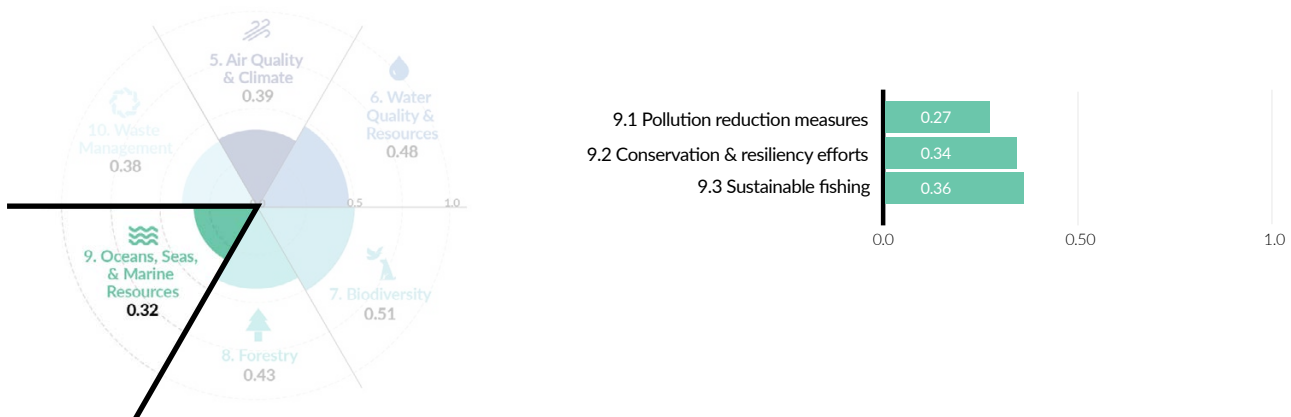 5. Air Quality
& Climate
0.39
6. Water
Quality &
Resources
0.48
10. Waste
Management
0.38
0.5
1.0
9. Oceans, Seas,
& Marine
Resources
0.32
7. Biodiversity
0.51
8. Forestry
0.43
9.1 Pollution reduction measures
0.27
9.2 Conservation & resiliency efforts
0.34
9.3 Sustainable fishing
0.36
0.0
0.50
1.0